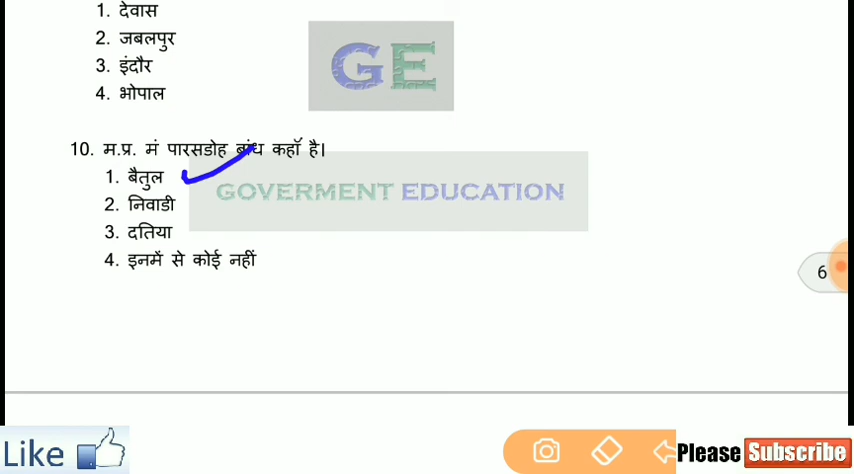 1. देवास
2. जबलपुर
3. इंदौर
4. भोपाल
GE
10. म.प्र. मं पारसडोह बांध कहाँ है।
1. बैतुल
GOVERMENT EDUCATION
2. निवाडी
3. दतिया
4. इनमें से कोई नहीं
6
Like
Please Subscribe